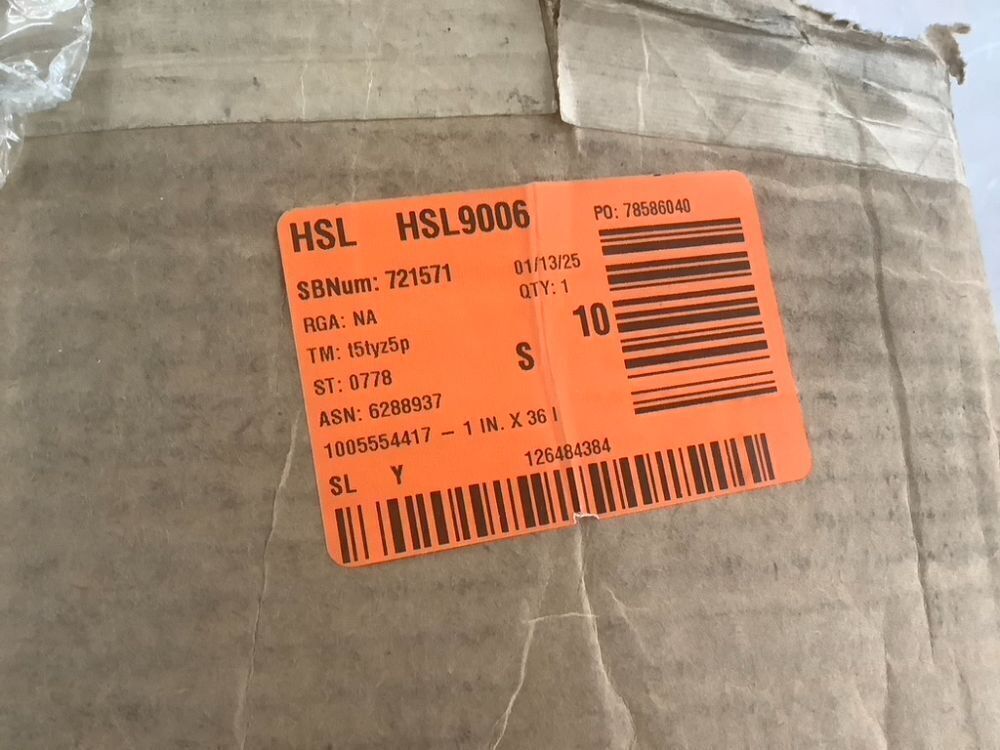 HSL HSL9006
PO: 78586040
SBNum: 721571
01/13/25
QTY: 1
RGA: NA
10
TM: t5tyz5p
S
ST: 0778
ASN: 6288937
1005554417 – 1 IN. X 36 I
126484384
SL Y